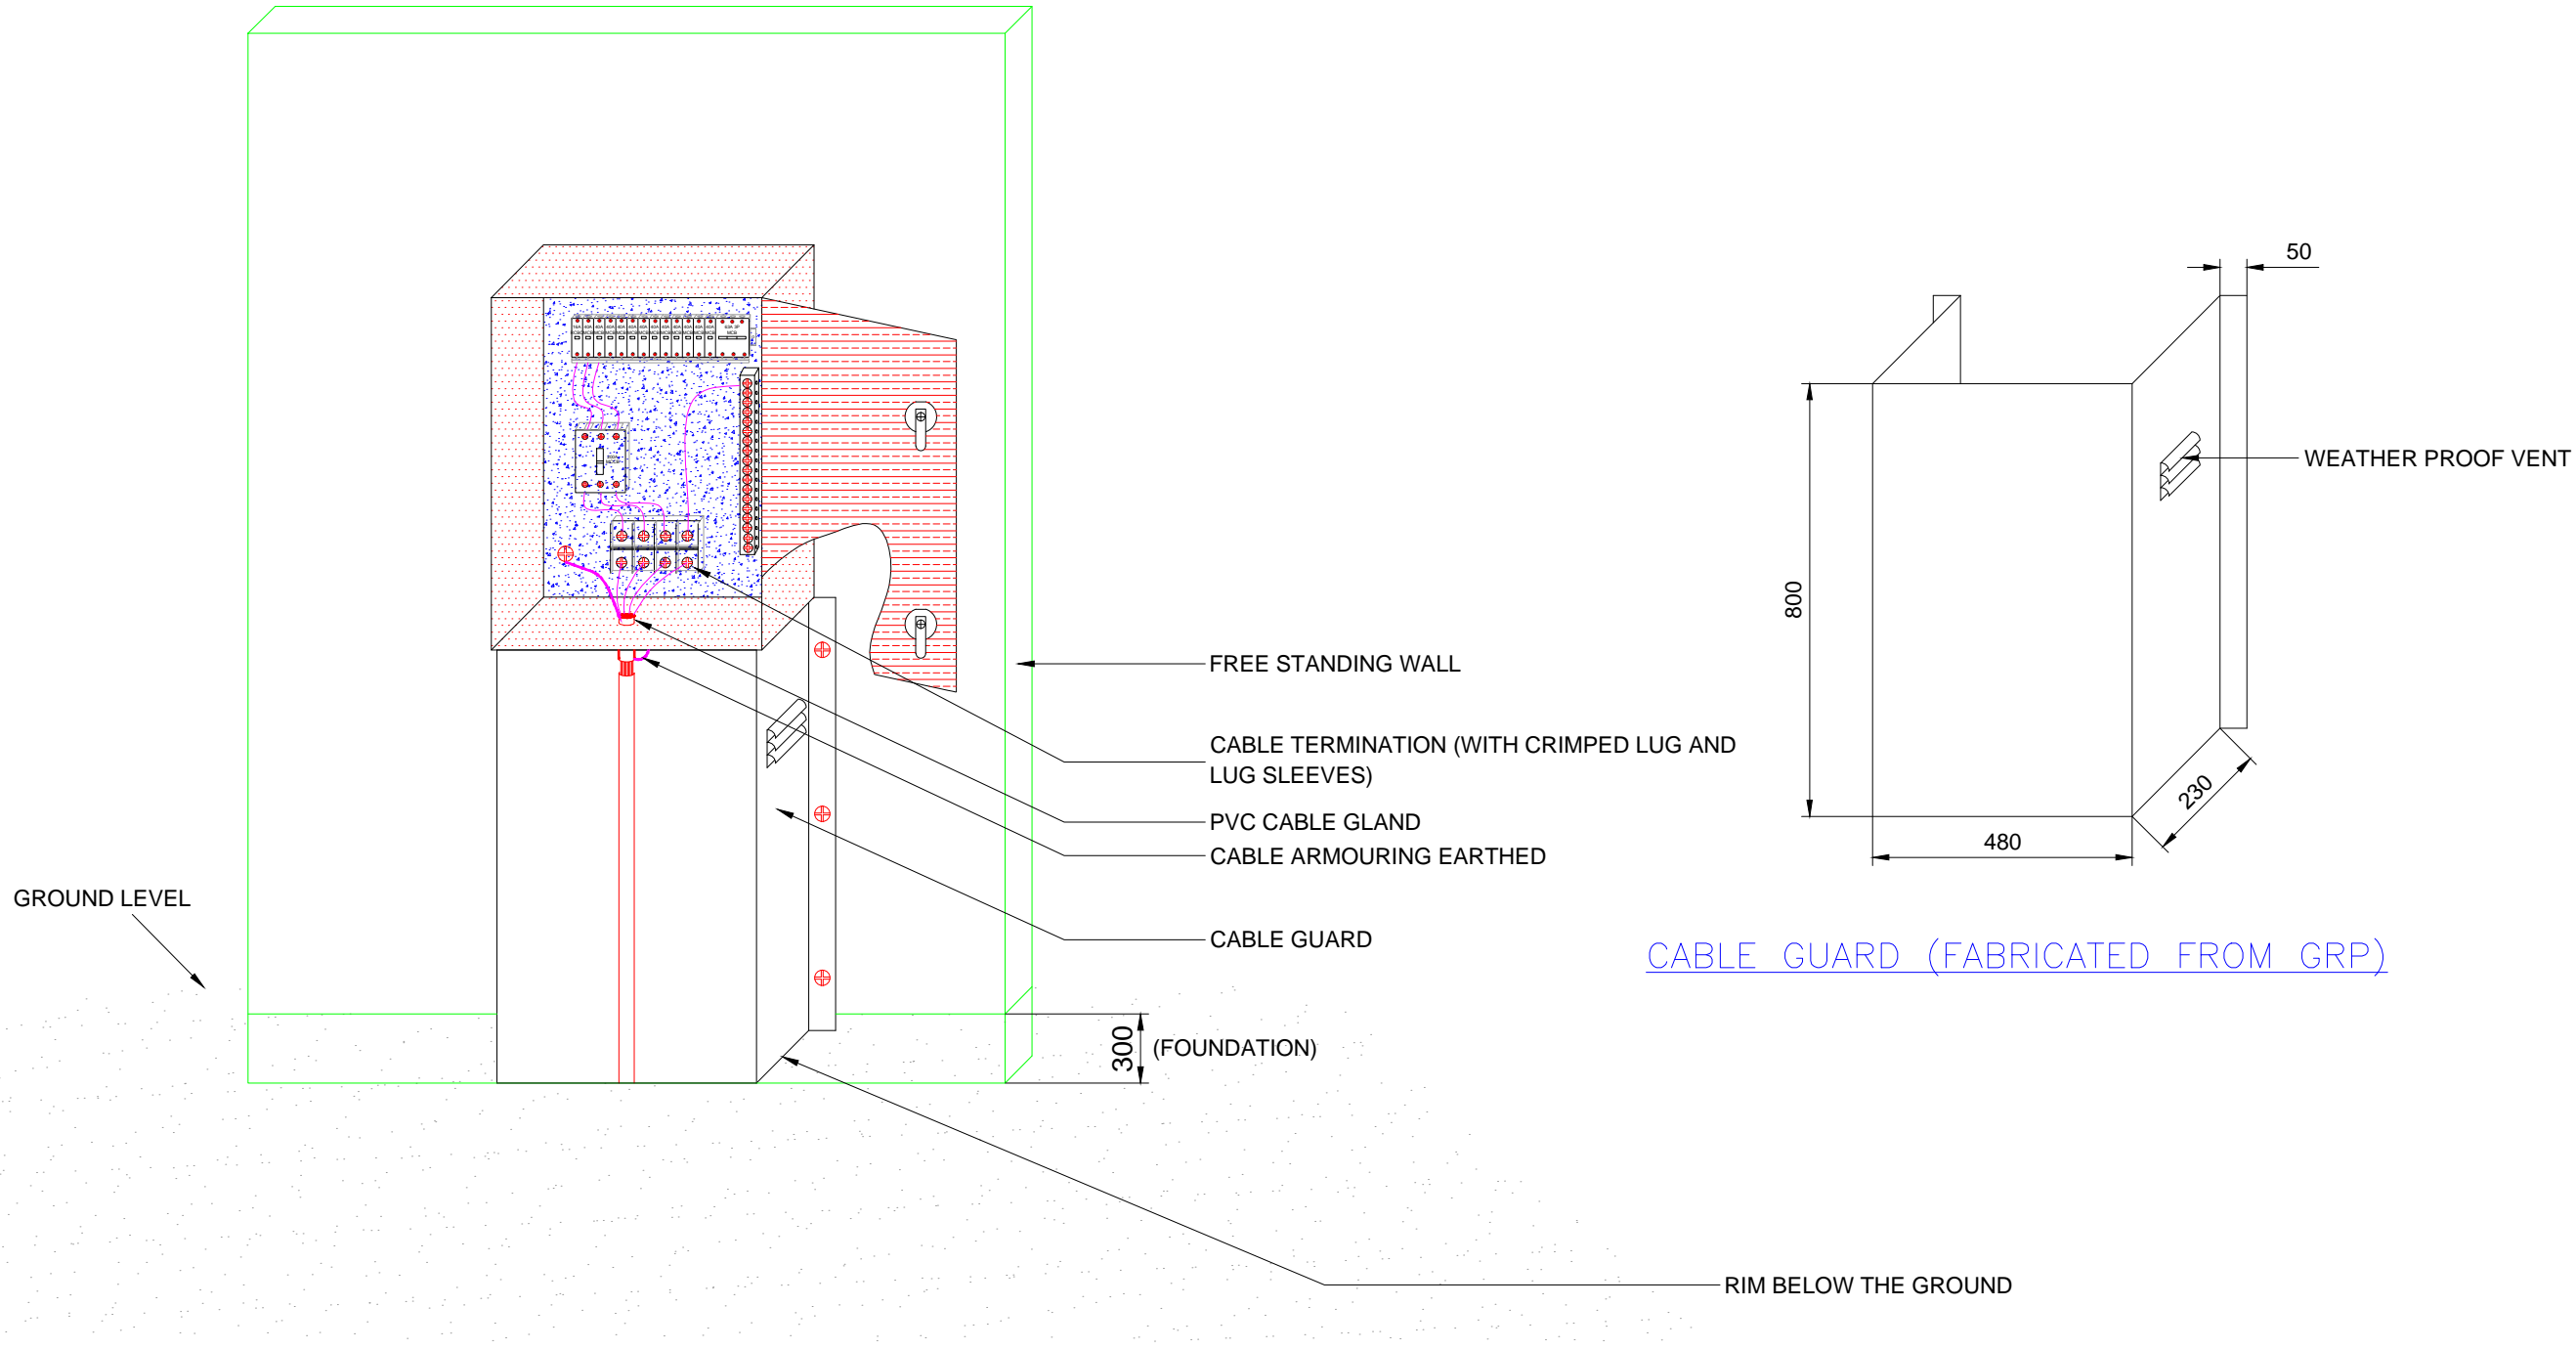 50
WEATHER PROOF VENT
800
230
480
CABLE GUARD (FABRICATED FROM GRP)
FREE STANDING WALL
CABLE TERMINATION (WITH CRIMPED LUG AND
LUG SLEEVES)
PVC CABLE GLAND
CABLE ARMOURING EARTHED
CABLE GUARD
GROUND LEVEL
300
(FOUNDATION)
RIM BELOW THE GROUND